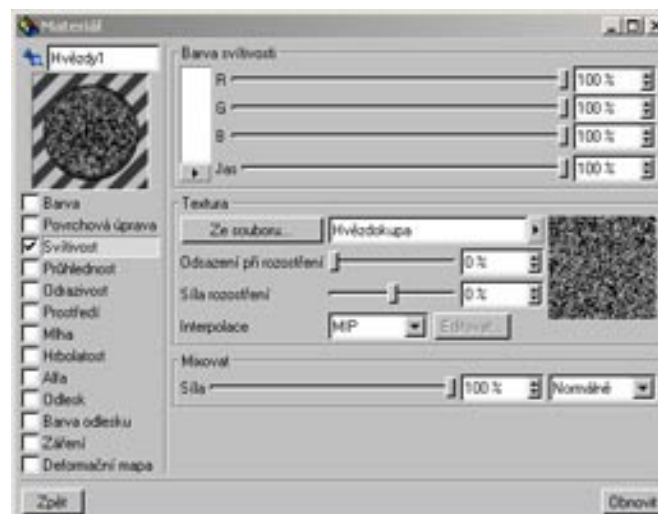 Materiál
Hvězdy1
Barva svítivosti
R 100 %
G 100 %
B 100 %
Jas 100 %
Barva
Povrchová úprava
Svítivost
Průhlednost
Odrazivost
Prostředí
Mlha
Hrbolatost
Alfa
Odlesk
Barva odlesku
Záření
Deformační mapa
Textura
Ze souboru... Hvězdokupa
Odsazení při rozostření 0 %
Síla rozostření 0 %
Interpolace MIP Editovat...
Mixovat
Síla 100 % Normálně
Zpět
Obnovit